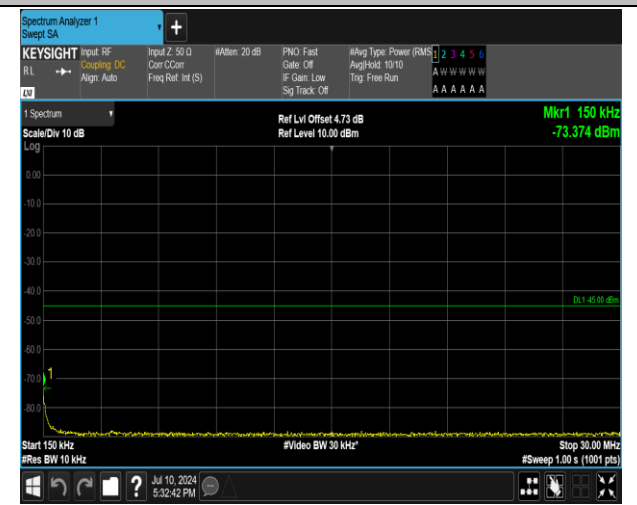 Spectrum Analyzer 1
Swept SA
+
KEYSIGHT Input: RF Input Z: 50 Ω #Atten: 20 dB PNO: Fast #Avg Type: Power (RMS 1 2 3 4 5 6
RL Coupling: DC Corr CCorr Gate: Off Avg|Hold: 10/10 A W W W W W
Align: Auto Freq Ref: Int (S) IF Gain: Low Trig: Free Run
Sig Track: Off A A A A A A
LXI
1 Spectrum Ref Lvl Offset 4.73 dB Mkr1 150 kHz
Scale/Div 10 dB Ref Level 10.00 dBm -73.374 dBm
Log
0.00
-10.0
-20.0
-30.0
-40.0
DL1 -45.00 dBm
-50.0
-60.0
1
-70.0
-80.0
Start 150 kHz #Video BW 30 kHz* Stop 30.00 MHz
#Res BW 10 kHz #Sweep 1.00 s (1001 pts)
? Jul 10, 2024
5:32:42 PM